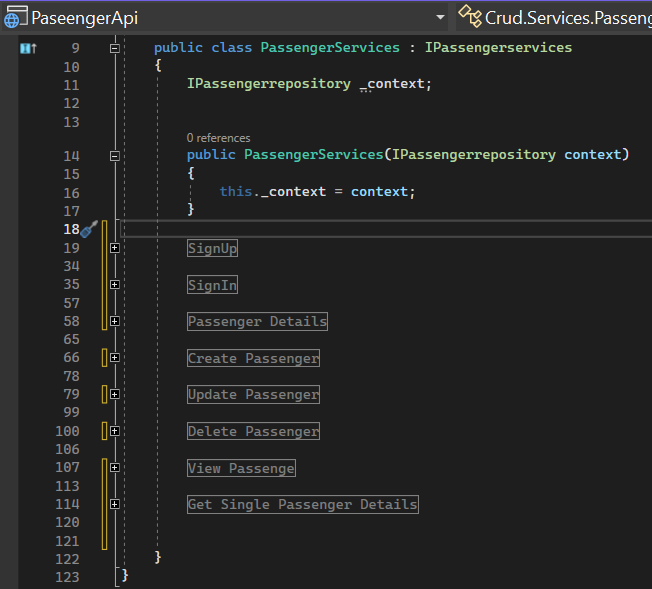 PaseengerApi Crud.Services.Passeng
9 public class PassengerServices : IPassengerservices
10 {
11 IPassengerrepository _context;
12
13
0 references
14 public PassengerServices(IPassengerrepository context)
15 {
16 this._context = context;
17 }
18
19 SignUp
34
35 SignIn
57
58 Passenger Details
65
66 Create Passenger
78
79 Update Passenger
99
100 Delete Passenger
106
107 View Passenge
113
114 Get Single Passenger Details
120
121
122 }
123 }